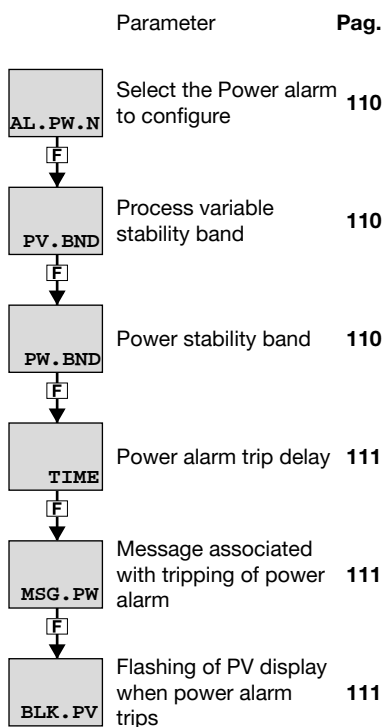 Parameter Pag.
Select the Power alarm
to configure 110
AL.PW.N
F
Process variable
stability band 110
PV.BND
F
Power stability band 110
PW.BND
F
Power alarm trip delay 111
TIME
F
Message associated
with tripping of power 111
alarm
MSG.PW
F
Flashing of PV display
when power alarm 111
trips
BLK.PV